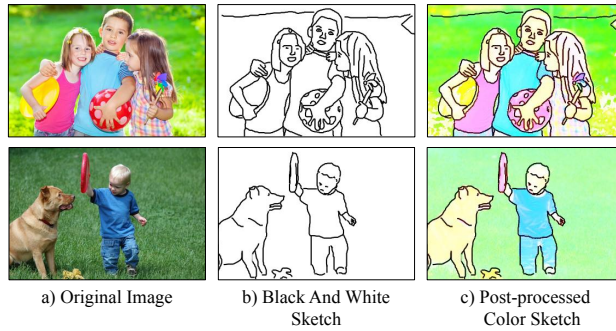 a) Original Image
b) Black And White
Sketch
c) Post-processed
Color Sketch